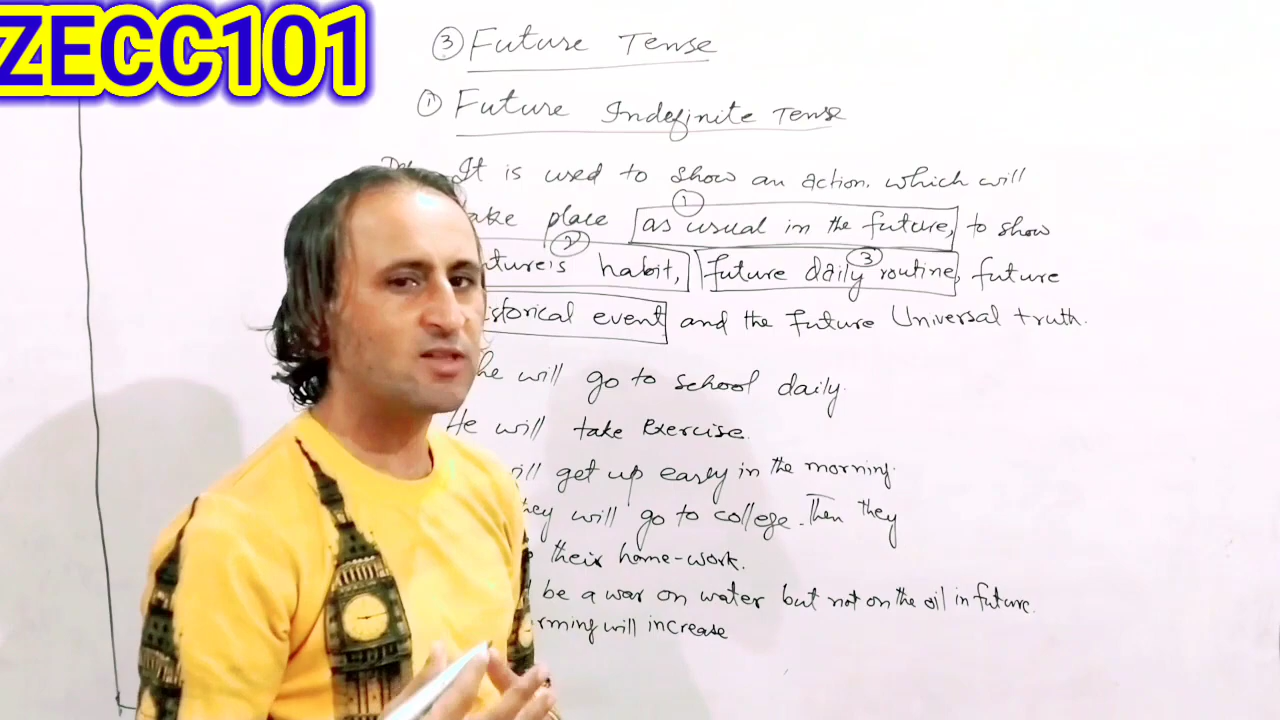 ZECC101
③ Future Tense
① Future Indefinite Tense
It is used to show an action. which will
①
place as usual in the future, to show
②
habit, future daily routine, future
③
event and the future Universal truth.
will go to school daily.
He will take Exercise.
get up early in the morning.
will go to college. Then they
their home-work.
be a war on water but not on the oil in future.
will increase